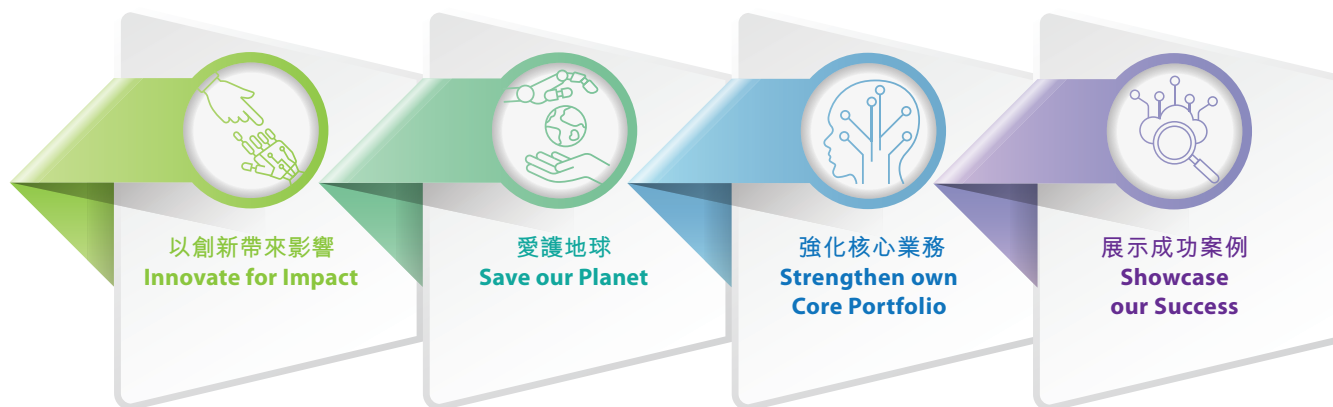 以創新帶來影響
Innovate for Impact
愛護地球
Save our Planet
強化核心業務
Strengthen own
Core Portfolio
展示成功案例
Showcase
our Success